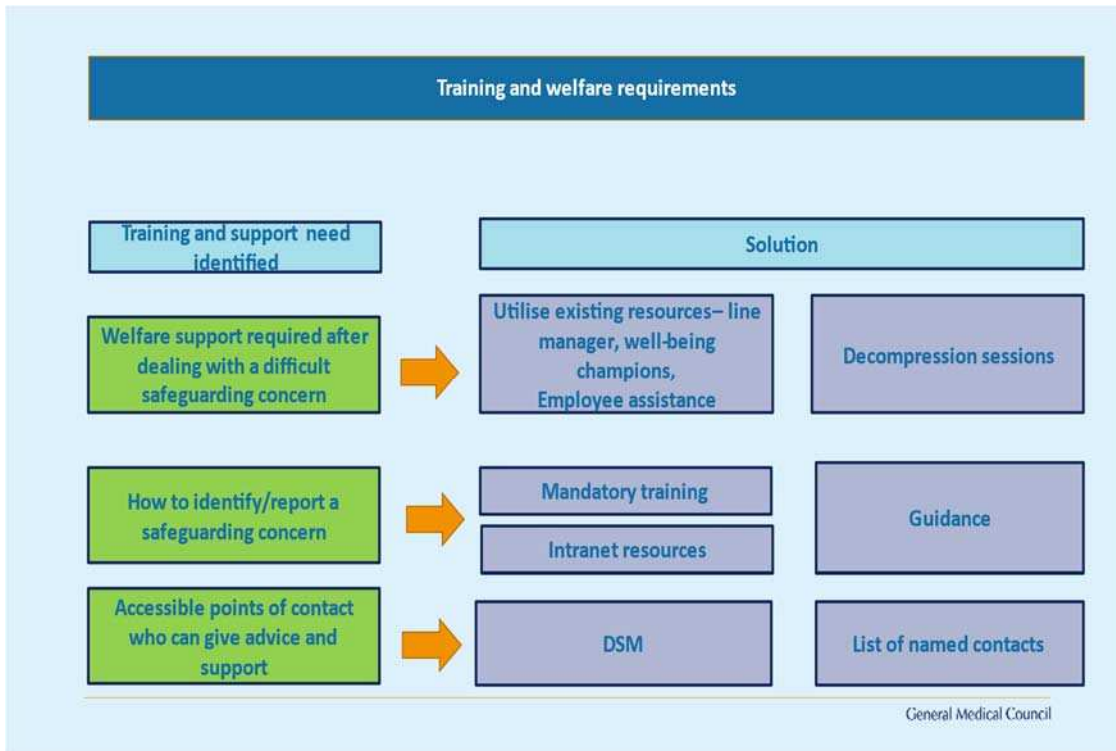 Training and welfare requirements
Training and support need
identified
Solution
Welfare support required after
dealing with a difficult
safeguarding concern
Utilise existing resources– line
manager, well-being
champions,
Employee assistance
Decompression sessions
How to identify/report a
safeguarding concern
Mandatory training
Intranet resources
Guidance
Accessible points of contact
who can give advice and
support
DSM
List of named contacts
General Medical Council